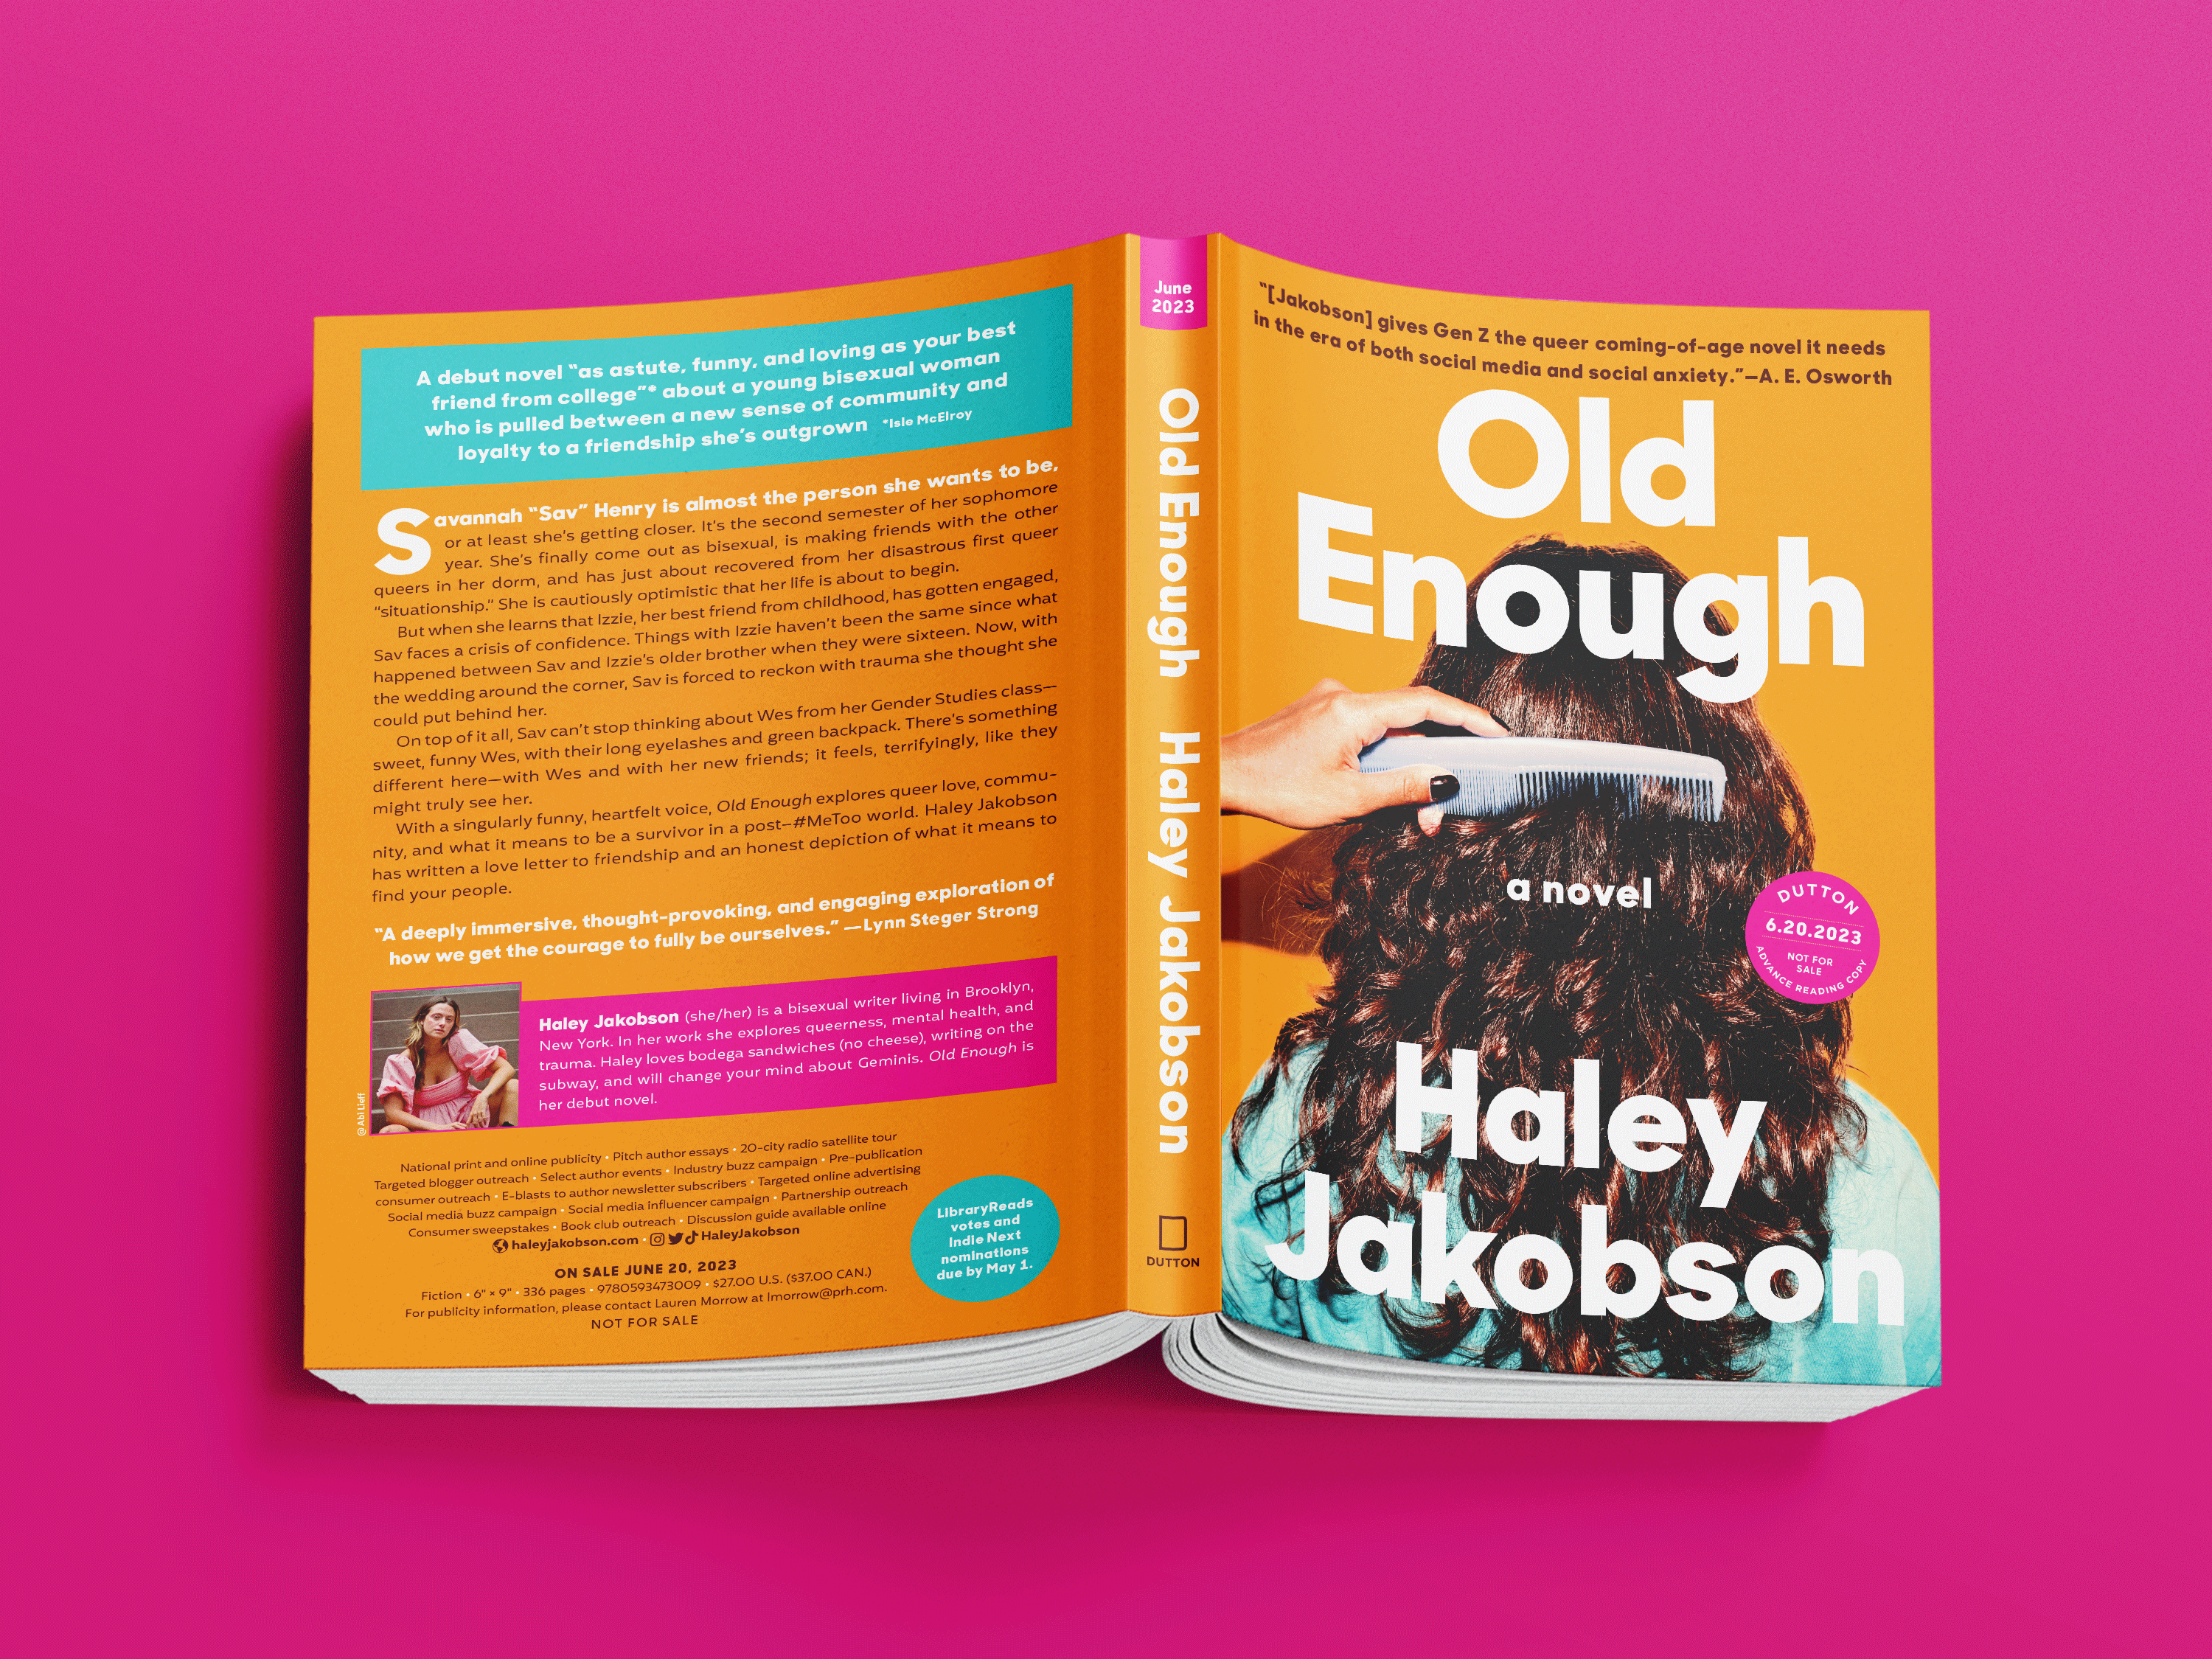 A debut novel “as astute, funny, and loving as your best
friend from college”* about a young bisexual woman
who is pulled between a new sense of community and
loyalty to a friendship she’s outgrown *Isle McElroy
Savannah “Sav” Henry is almost the person she wants to be,
or at least she’s getting closer. It’s the second semester of her sophomore
year. She’s finally come out as bisexual, is making friends with the other
queers in her dorm, and has just about recovered from her disastrous first queer
“situationship.” She is cautiously optimistic that her life is about to begin.
But when she learns that Izzie, her best friend from childhood, has gotten engaged,
Sav faces a crisis of confidence. Things with Izzie haven’t been the same since what
happened between Sav and Izzie’s older brother when they were sixteen. Now, with
the wedding around the corner, Sav is forced to reckon with trauma she thought she
could put behind her.
On top of it all, Sav can’t stop thinking about Wes from her Gender Studies class—
sweet, funny Wes, with their long eyelashes and green backpack. There’s something
different here—with Wes and with her new friends; it feels, terrifyingly, like they
might truly see her.
With a singularly funny, heartfelt voice, Old Enough explores queer love, commu-
nity, and what it means to be a survivor in a post–#MeToo world. Haley Jakobson
has written a love letter to friendship and an honest depiction of what it means to
find your people.
“A deeply immersive, thought-provoking, and engaging exploration of
how we get the courage to fully be ourselves.” —Lynn Steger Strong
@Abi Lieff
Haley Jakobson (she/her) is a bisexual writer living in Brooklyn,
New York. In her work she explores queerness, mental health, and
trauma. Haley loves bodega sandwiches (no cheese), writing on the
subway, and will change your mind about Geminis. Old Enough is
her debut novel.
National print and online publicity • Pitch author essays • 20-city radio satellite tour
Targeted blogger outreach • Select author events • Industry buzz campaign • Pre-publication
consumer outreach • E-blasts to author newsletter subscribers • Targeted online advertising
Social media buzz campaign • Social media influencer campaign • Partnership outreach
Consumer sweepstakes • Book club outreach • Discussion guide available online
haleyjakobson.com • HaleyJakobson
ON SALE JUNE 20, 2023
Fiction • 6" × 9" • 336 pages • 9780593473009 • $27.00 U.S. ($37.00 CAN.)
For publicity information, please contact Lauren Morrow at lmorrow@prh.com.
NOT FOR SALE
LibraryReads
votes and
Indie Next
nominations
due by May 1.
June
2023
Old Enough Haley Jakobson
DUTTON
“[Jakobson] gives Gen Z the queer coming-of-age novel it needs
in the era of both social media and social anxiety.”—A. E. Osworth
Old
Enough
a novel
DUTTON
6.20.2023
NOT FOR
SALE
ADVANCE READING COPY
Haley
Jakobson